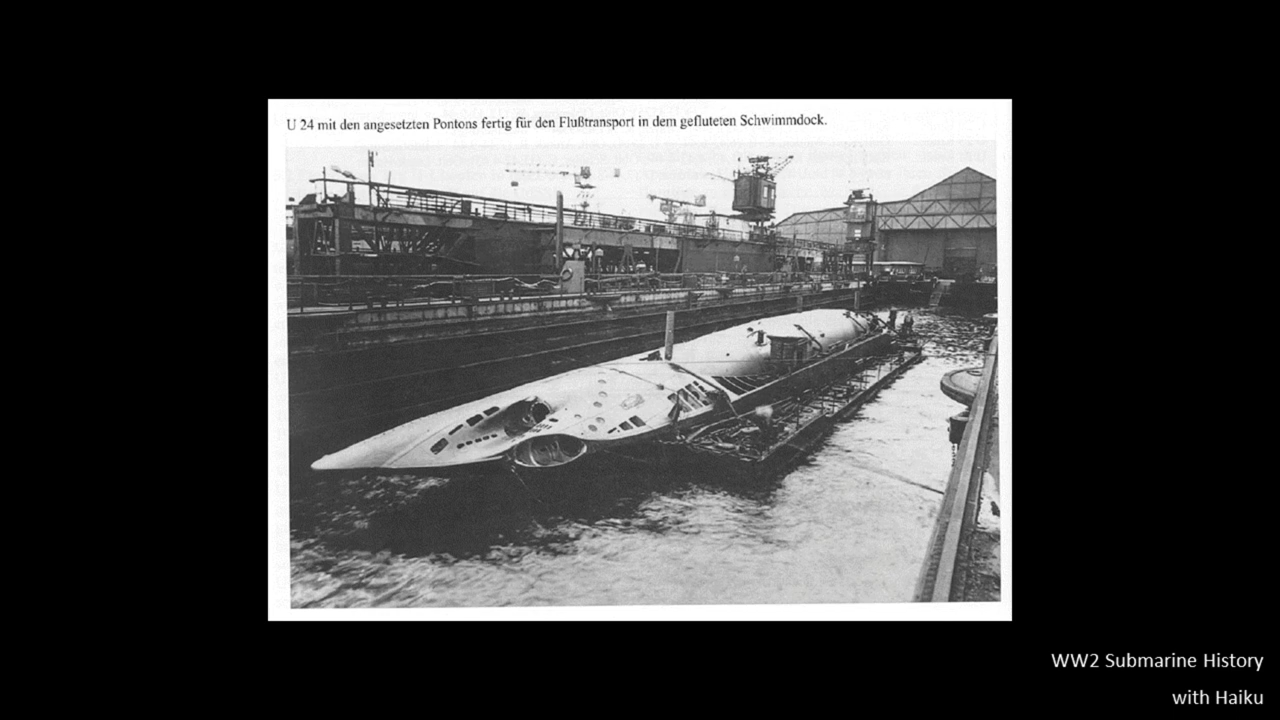 U 24 mit den angesetzten Pontons fertig für den Flußtransport in dem gefluteten Schwimmdock.
WW2 Submarine History
with Haiku